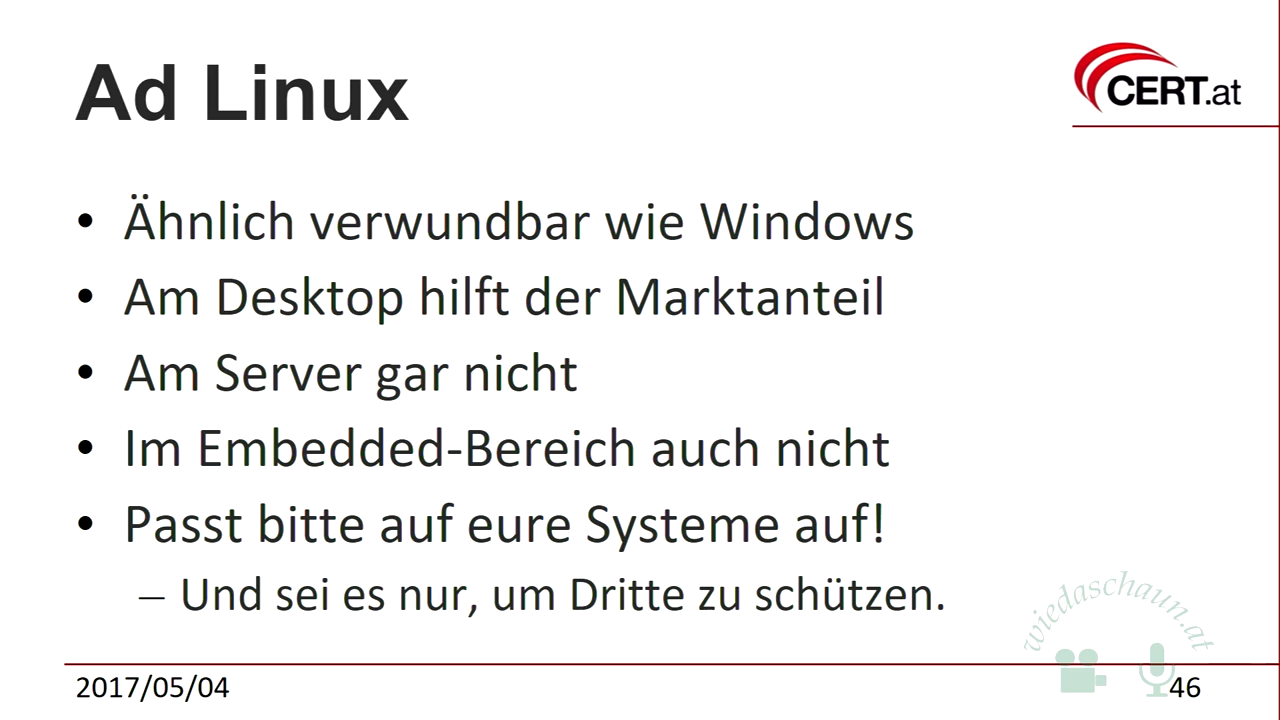 Ad Linux
CERT.at
• Ähnlich verwundbar wie Windows
• Am Desktop hilft der Marktanteil
• Am Server gar nicht
• Im Embedded-Bereich auch nicht
• Passt bitte auf eure Systeme auf!
– Und sei es nur, um Dritte zu schützen.
wiedaschaun.at
2017/05/04
46